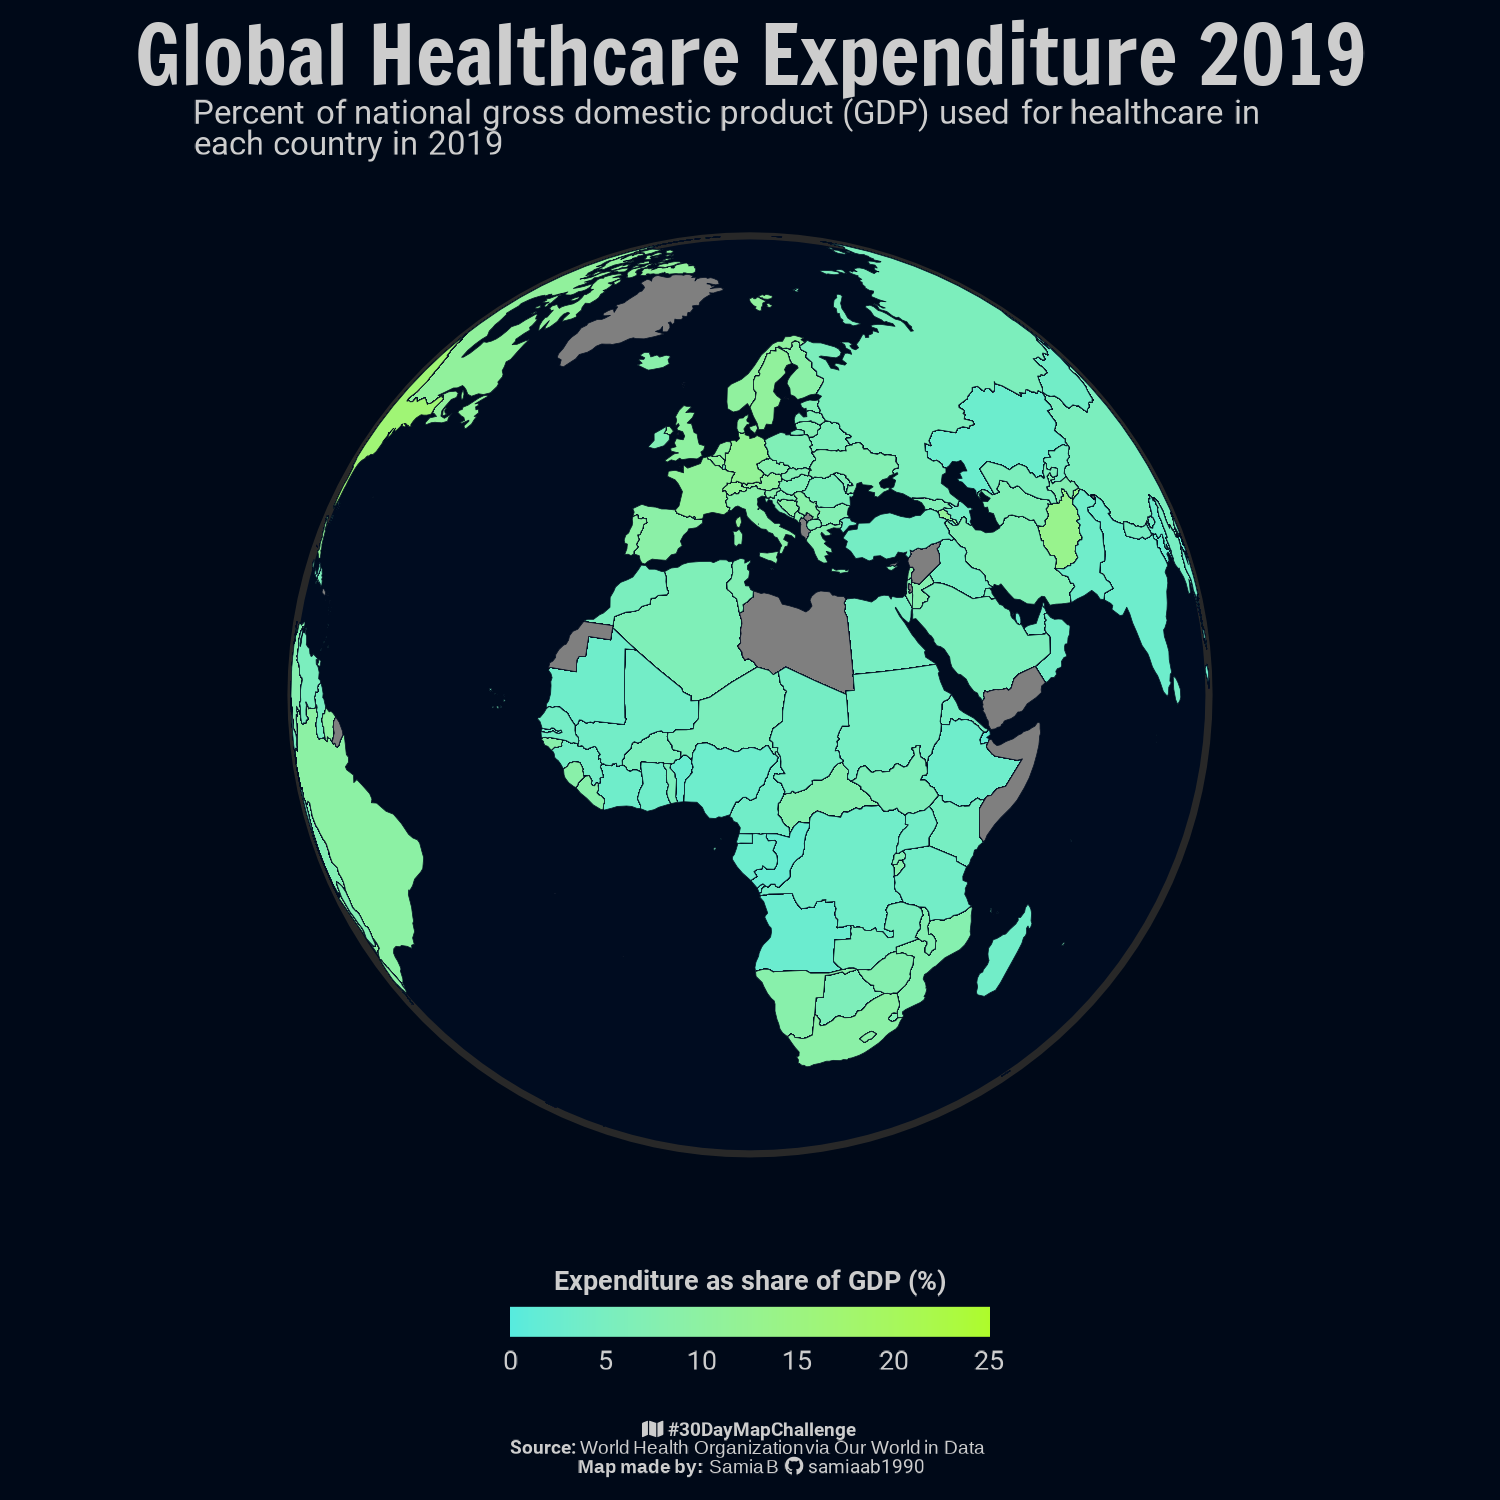 Global Healthcare Expenditure 2019
Percent of national gross domestic product (GDP) used for healthcare in
each country in 2019
Expenditure as share of GDP (%)
0 5 10 15 20 25
#30DayMapChallenge
Source: World Health Organization via Our World in Data
Map made by: Samia B samiaab1990